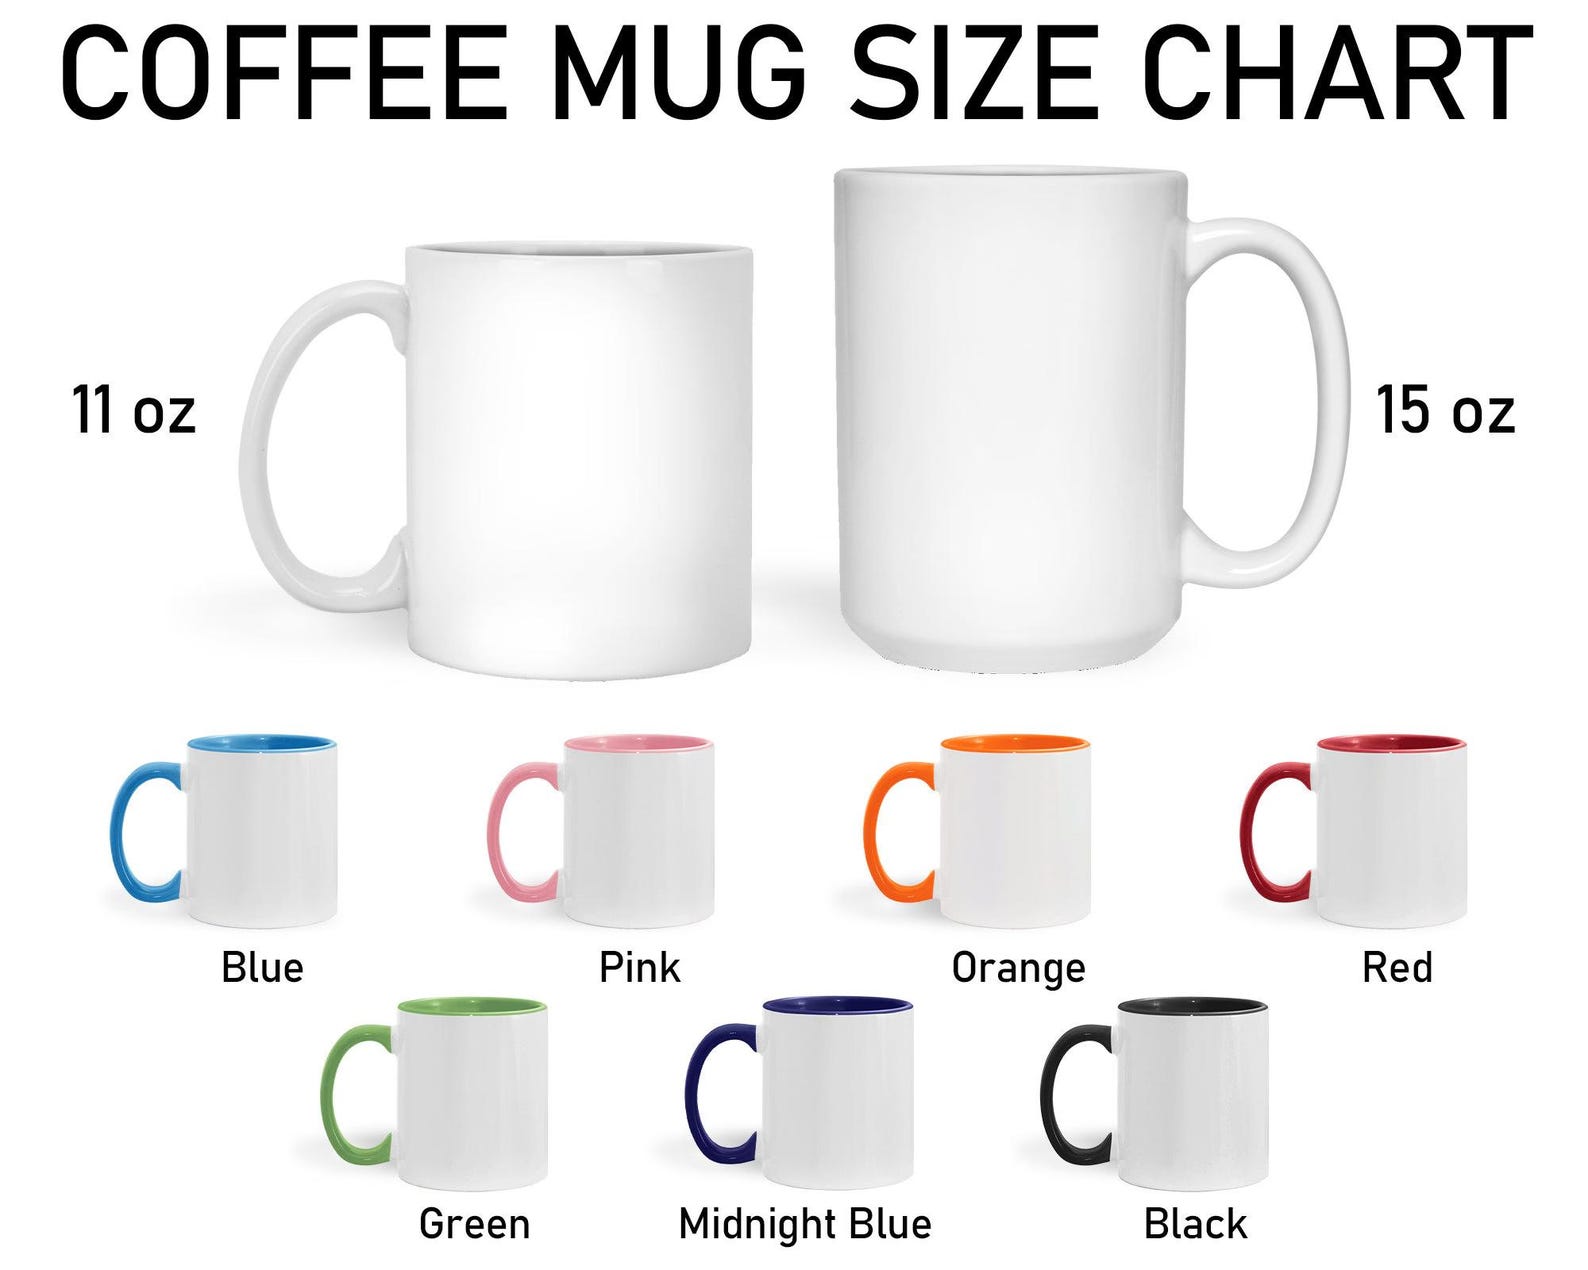 COFFEE MUG SIZE CHART
11 oz
15 oz
Blue
Pink
Orange
Red
Green
Midnight Blue
Black